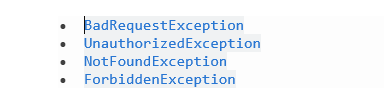 • BadRequestException
• UnauthorizedException
• NotFoundException
• ForbiddenException